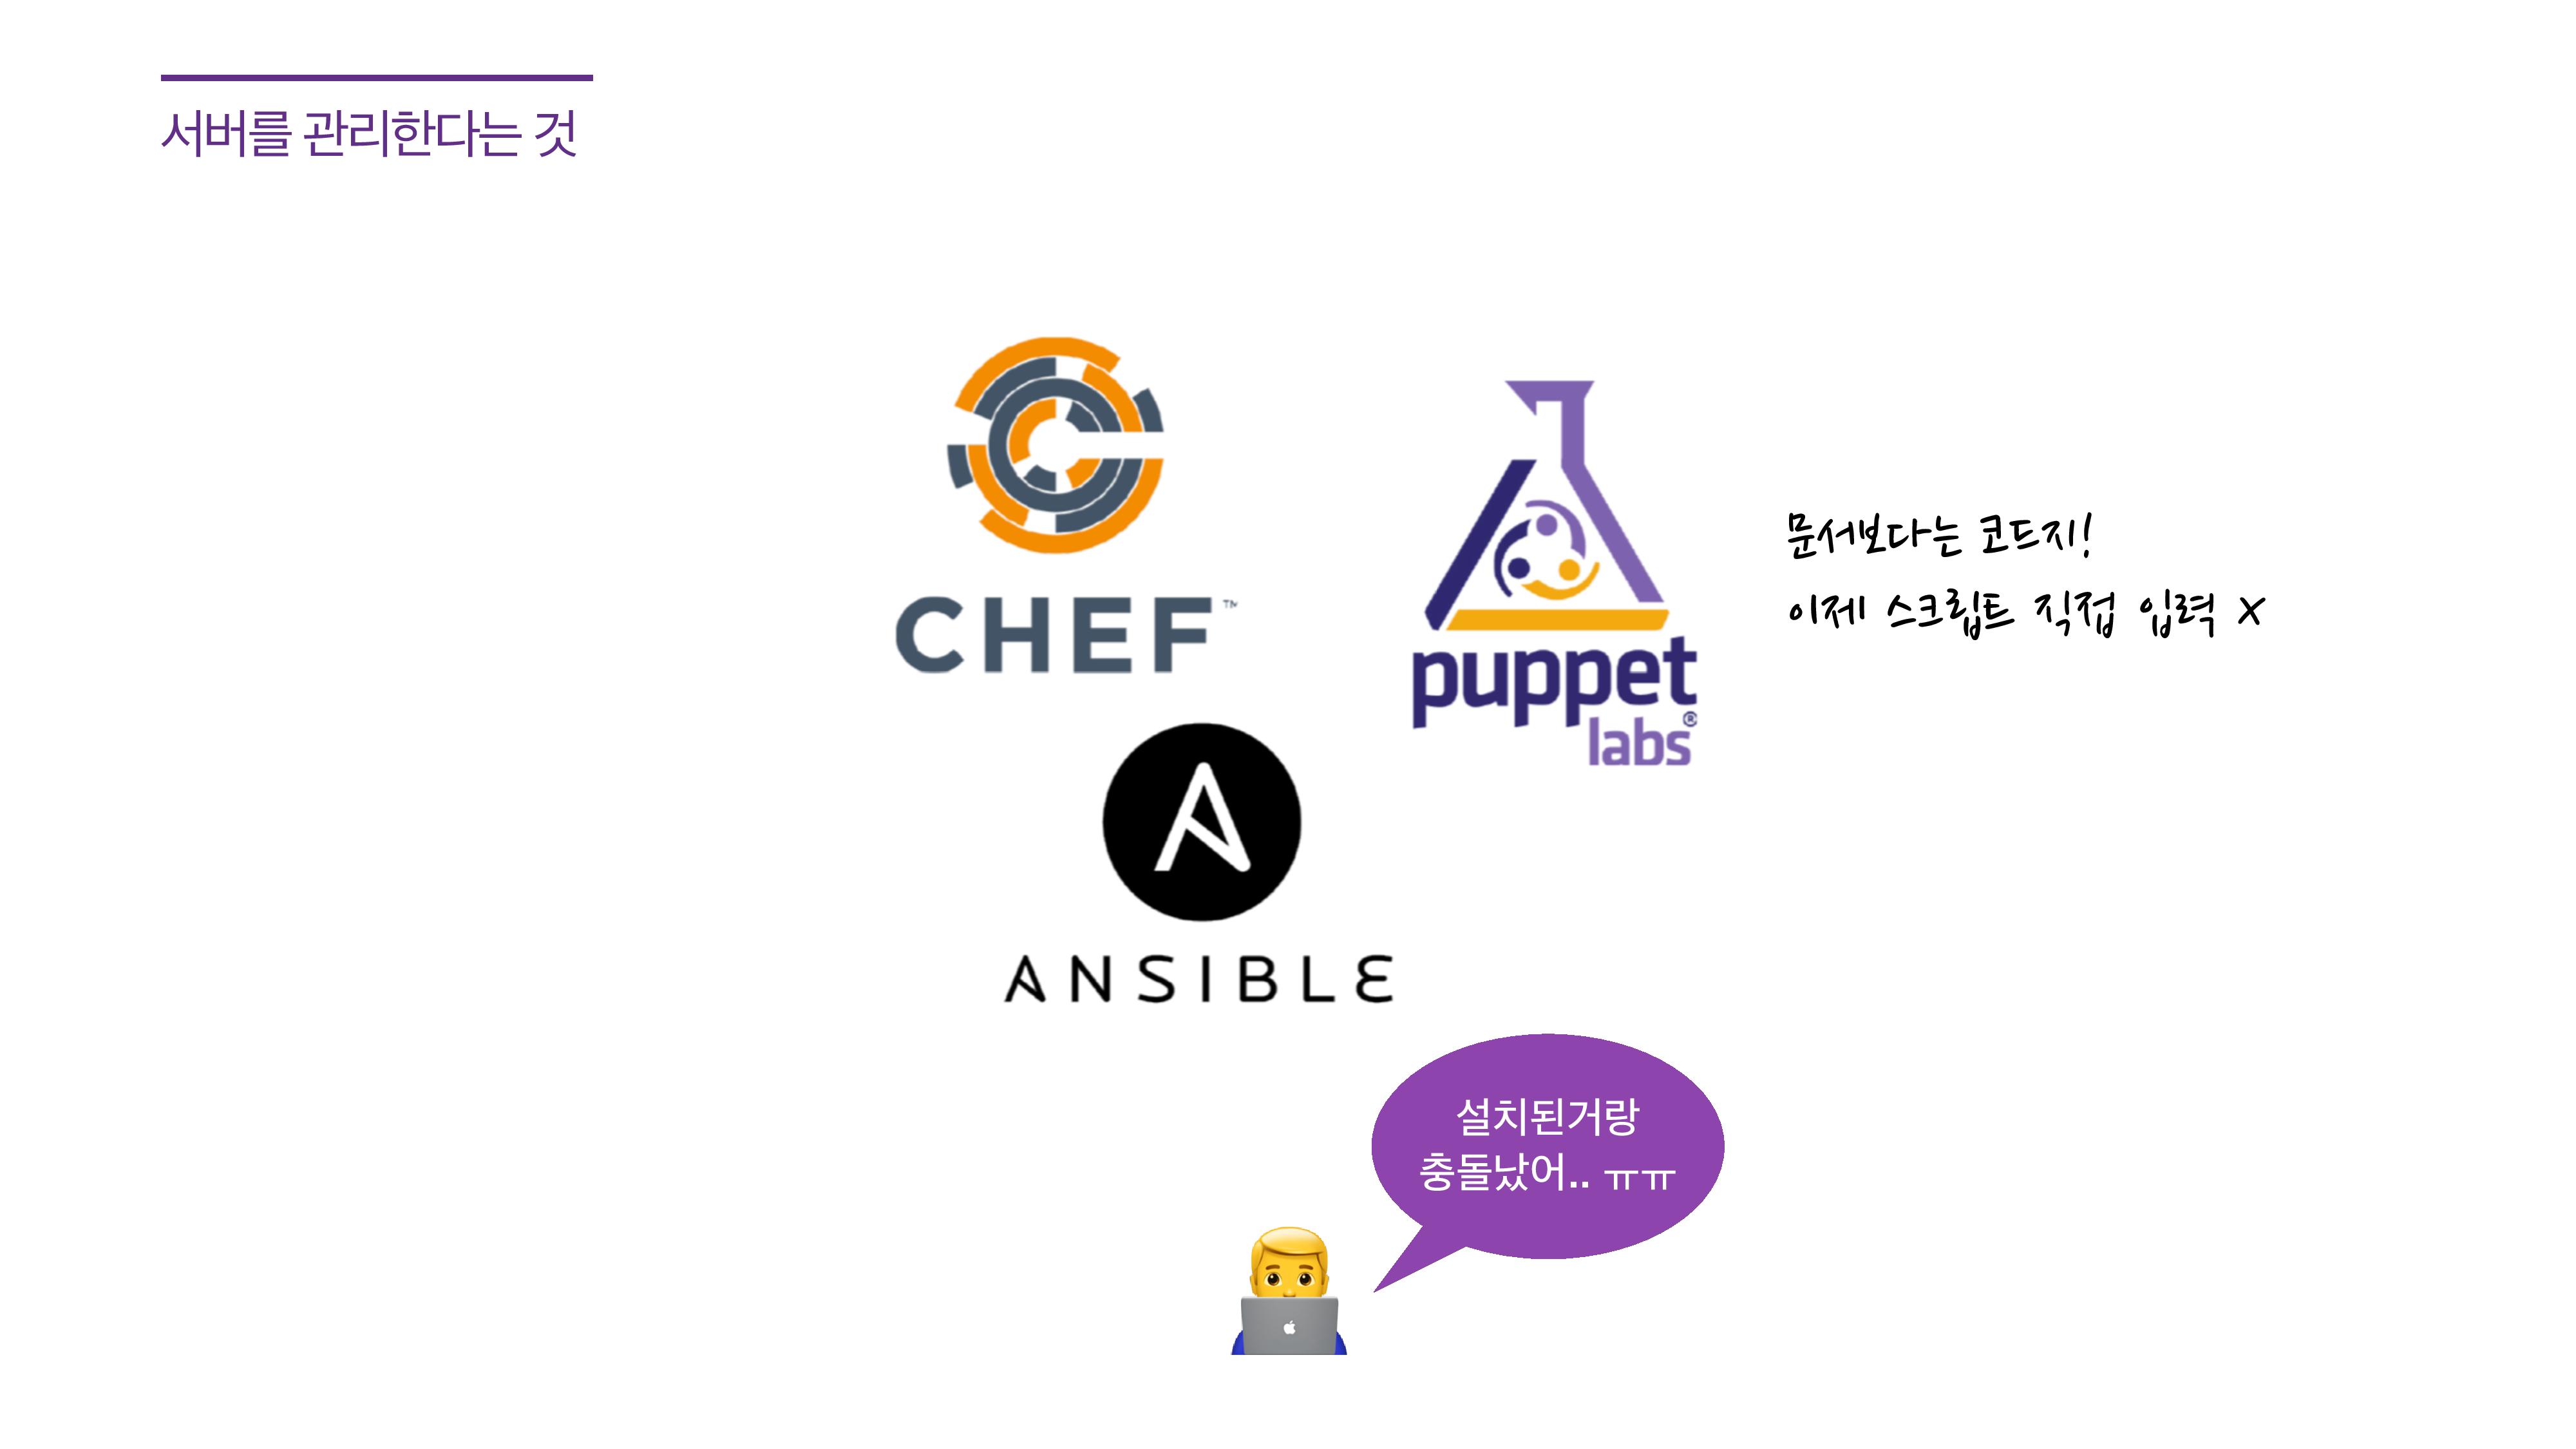 서버를 관리한다는 것
CHEF™
puppet
labs®
문서보다는 코드지!
이제 스크립트 직접 입력 x
ANSIBLE
설치된거랑
충돌났어.. ㅠㅠ